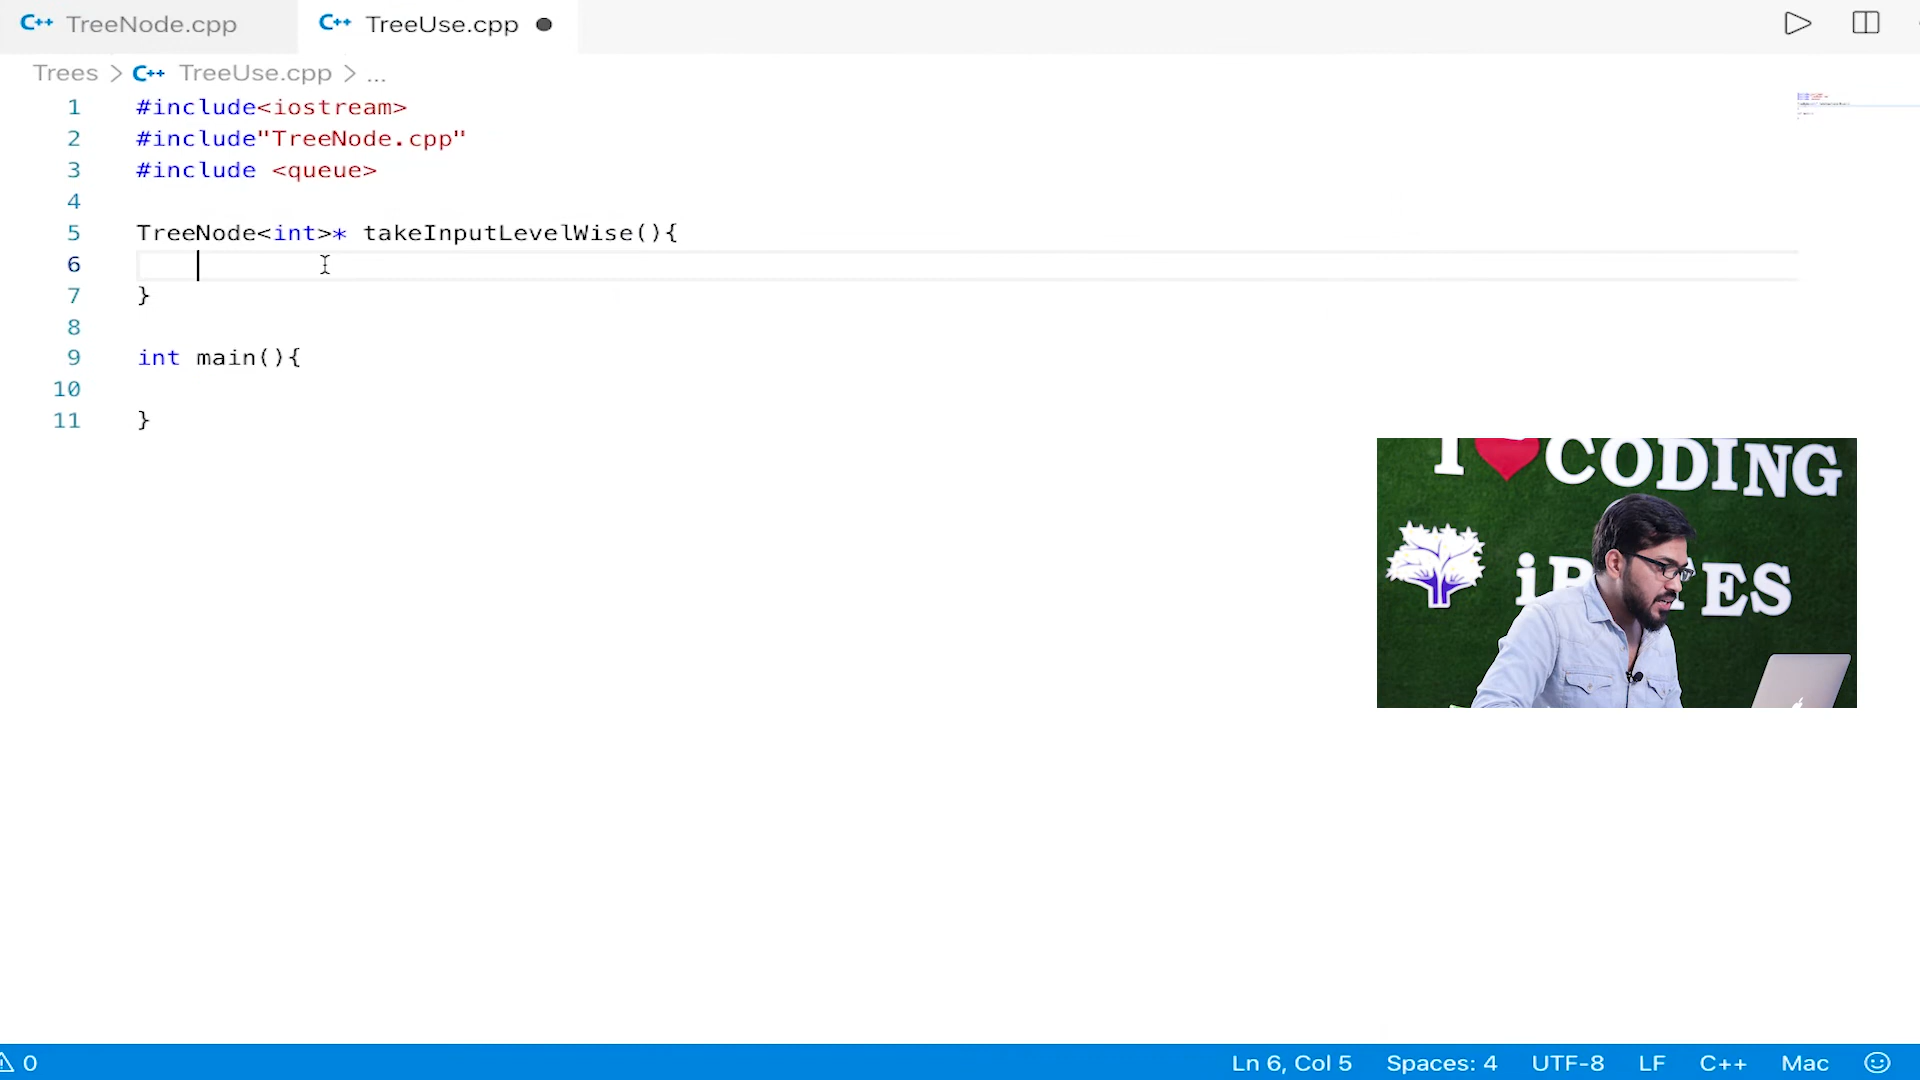 TreeNode.cpp
TreeUse.cpp
Trees > TreeUse.cpp > ...
1 #include<iostream>
2 #include"TreeNode.cpp"
3 #include <queue>
4
5 TreeNode<int>* takeInputLevelWise(){
6
7 }
8
9 int main(){
10
11 }
I CODING
0 Ln 6, Col 5 Spaces: 4 UTF-8 LF C++ Mac